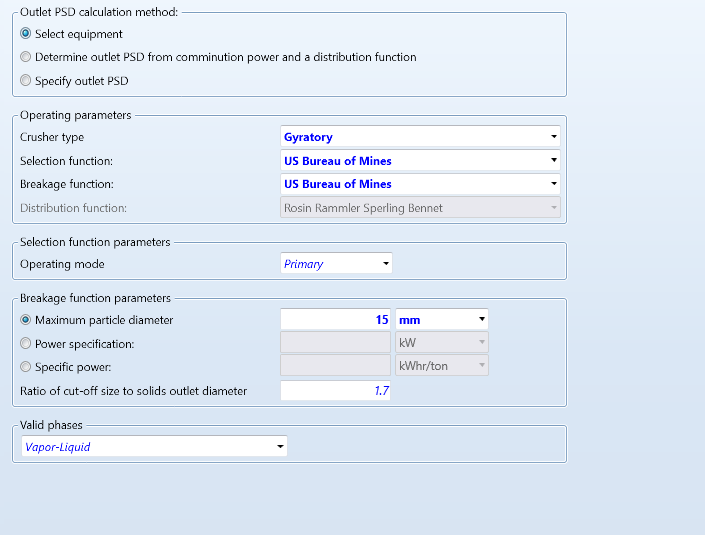 Outlet PSD calculation method:
Select equipment
Determine outlet PSD from comminution power and a distribution function
Specify outlet PSD
Operating parameters
Crusher type Gyratory
Selection function: US Bureau of Mines
Breakage function: US Bureau of Mines
Distribution function: Rosin Rammler Sperling Bennet
Selection function parameters
Operating mode Primary
Breakage function parameters
Maximum particle diameter 15 mm
Power specification: kW
Specific power: kWhr/ton
Ratio of cut-off size to solids outlet diameter 1.7
Valid phases
Vapor-Liquid